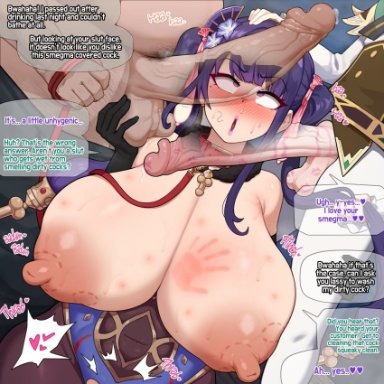 Bwahaha! I passed out after
drinking last night and couldn't
bathe at all.
But looking at your slut face,
it doesn't look like you dislike
this smegma covered cock.
It's... a little unhygenic...
Huh? That's the wrong
answer. Aren't you a slut
who gets wet from
smelling dirty cocks?
Ugh... y-yes...♥
I love your
smegma...♥♥
Bwahaha if that's
the case, can I ask
you lassy to wash
my dirty cock?
Did you hear that?
You heard your
customer, get to
cleaning that cock
squeaky clean!
Ah... yes...♥♥